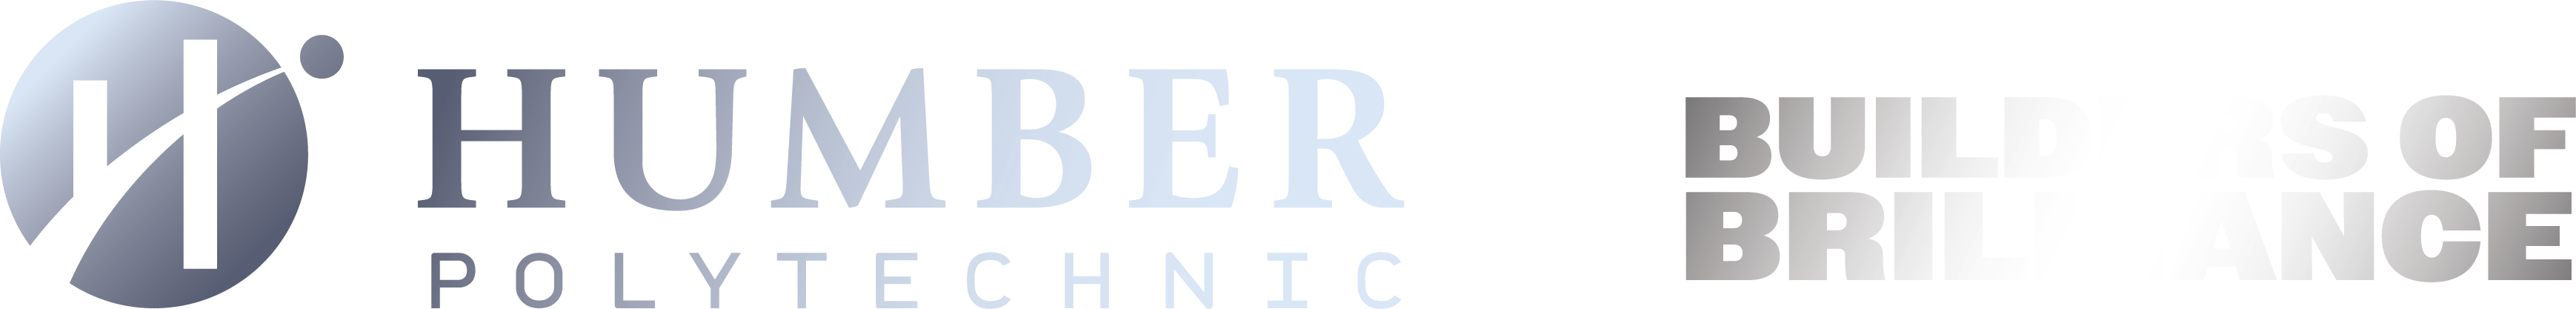 HUMBER
POLYTECHNIC
BUILDERS OF
BRILLIANCE